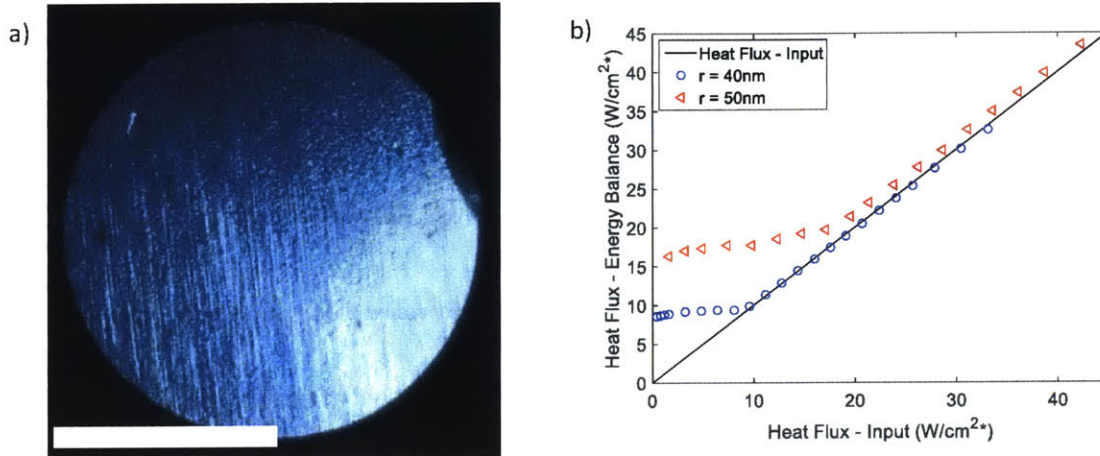 a)
b)
45
40
35
30
25
20
15
10
5
0
Heat Flux - Energy Balance (W/cm²*)
Heat Flux - Input
r = 40nm
r = 50nm
0 10 20 30 40
Heat Flux - Input (W/cm²*)